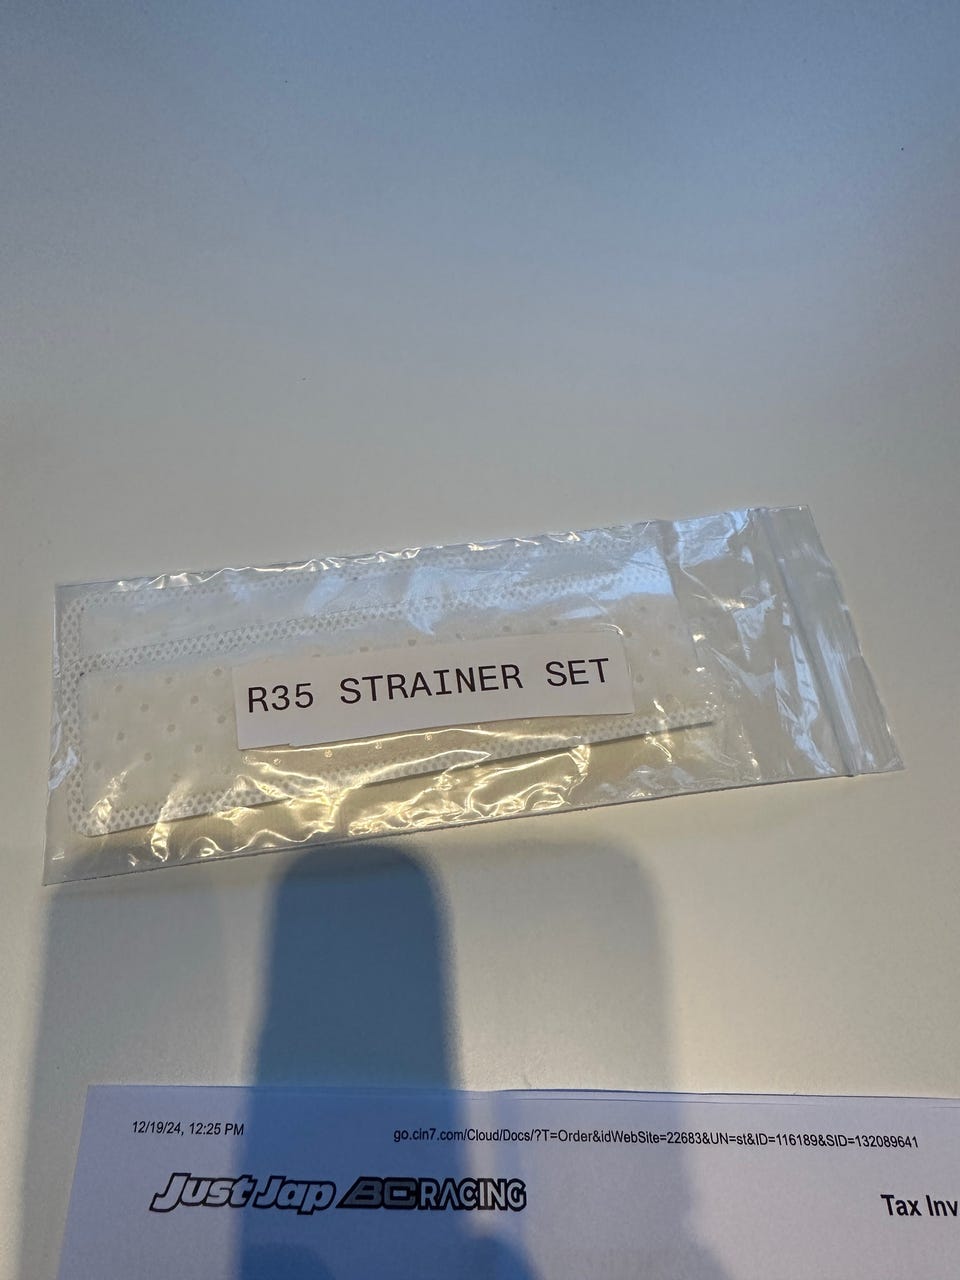 R35 STRAINER SET
12/19/24, 12:25 PM
go.cin7.com/Cloud/Docs/?T=Order&idWebSite=22683&UN=st&ID=116189&SID=132089641
Just Jap BC RACING
Tax Inv